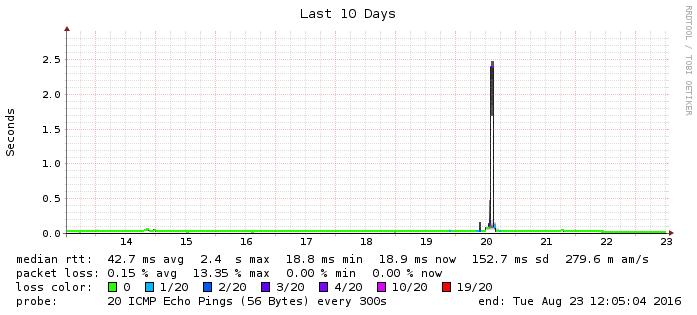 Last 10 Days
RRDTOOL / TOBI OETIKER
Seconds
2.5
2.0
1.5
1.0
0.5
0.0
14 15 16 17 18 19 20 21 22 23
median rtt: 42.7 ms avg 2.4 s max 18.8 ms min 18.9 ms now 152.7 ms sd 279.6 m am/s
packet loss: 0.15 % avg 13.35 % max 0.00 % min 0.00 % now
loss color: 0 1/20 2/20 3/20 4/20 10/20 19/20
probe: 20 ICMP Echo Pings (56 Bytes) every 300s end: Tue Aug 23 12:05:04 2016